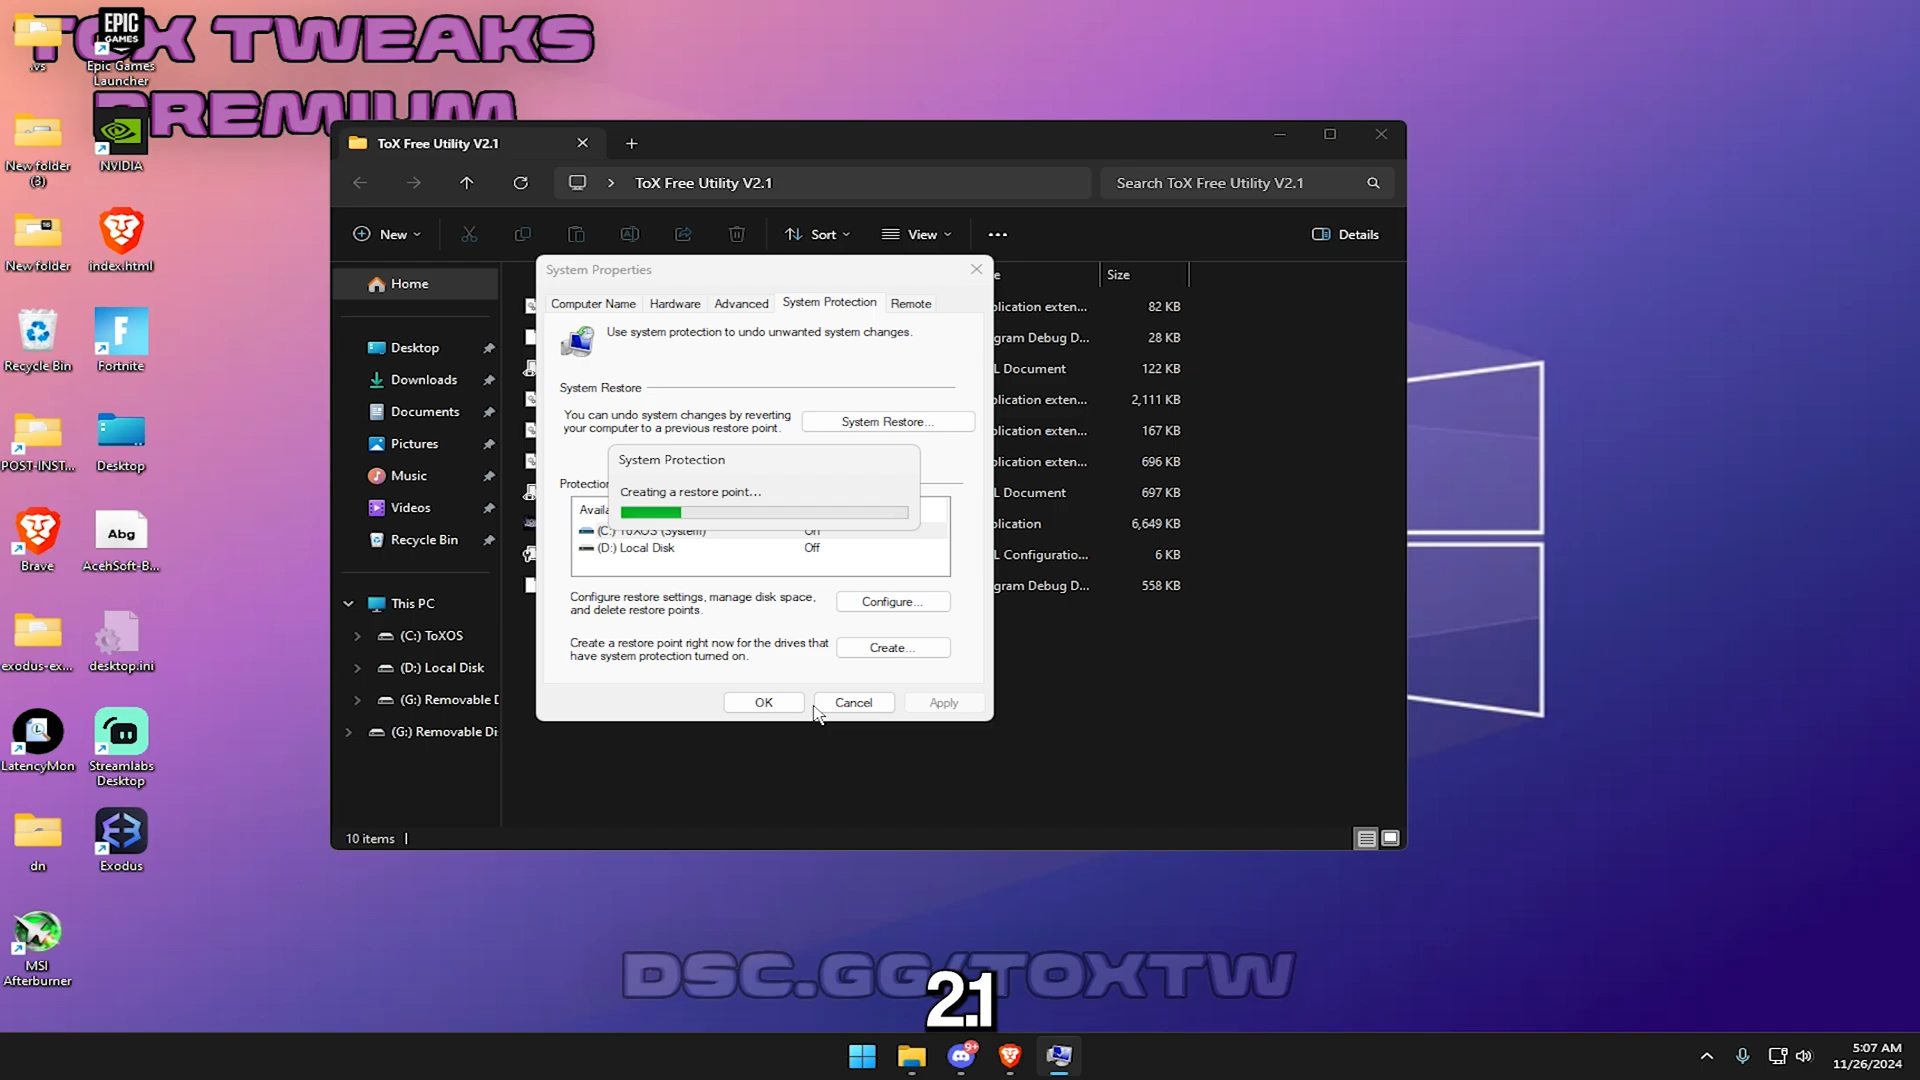 TOX TWEAKS
PREMIUM
.vs
EPIC
GAMES
Epic Games
Launcher
New folder
(3)
NVIDIA
New folder
index.html
Recycle Bin
Fortnite
POST-INST...
Desktop
Brave
Abg
AcehSoft-B...
exodus-ex...
desktop.ini
LatencyMon
Streamlabs
Desktop
dn
Exodus
MSI
Afterburner
ToX Free Utility V2.1
ToX Free Utility V2.1
Search ToX Free Utility V2.1
New
Sort
View
Details
Home
Desktop
Downloads
Documents
Pictures
Music
Videos
Recycle Bin
This PC
(C:) ToXOS
(D:) Local Disk
(G:) Removable D
(G:) Removable Di
Size
plication exten... 82 KB
gram Debug D... 28 KB
L Document 122 KB
plication exten... 2,111 KB
plication exten... 167 KB
plication exten... 696 KB
L Document 697 KB
plication 6,649 KB
L Configuratio... 6 KB
gram Debug D... 558 KB
10 items
System Properties
Computer Name Hardware Advanced System Protection Remote
Use system protection to undo unwanted system changes.
System Restore
You can undo system changes by reverting
your computer to a previous restore point.
System Restore...
Protection
System Protection
Creating a restore point...
Availa
(C:) ToXOS (System) On
(D:) Local Disk Off
Configure restore settings, manage disk space,
and delete restore points.
Configure...
Create a restore point right now for the drives that
have system protection turned on.
Create...
OK Cancel Apply
DSC.GG/TOXTW
2.1
9+
5:07 AM
11/26/2024